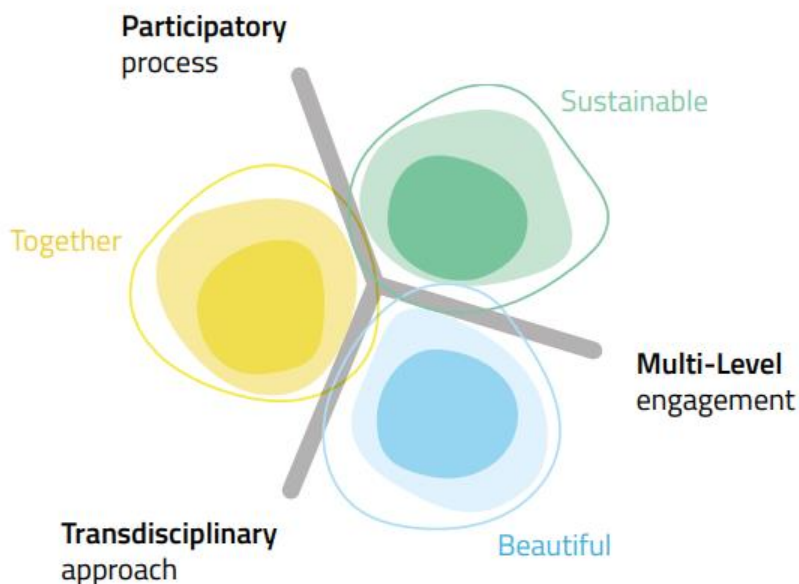 Participatory
process
Sustainable
Together
Multi-Level
engagement
Transdisciplinary
approach
Beautiful